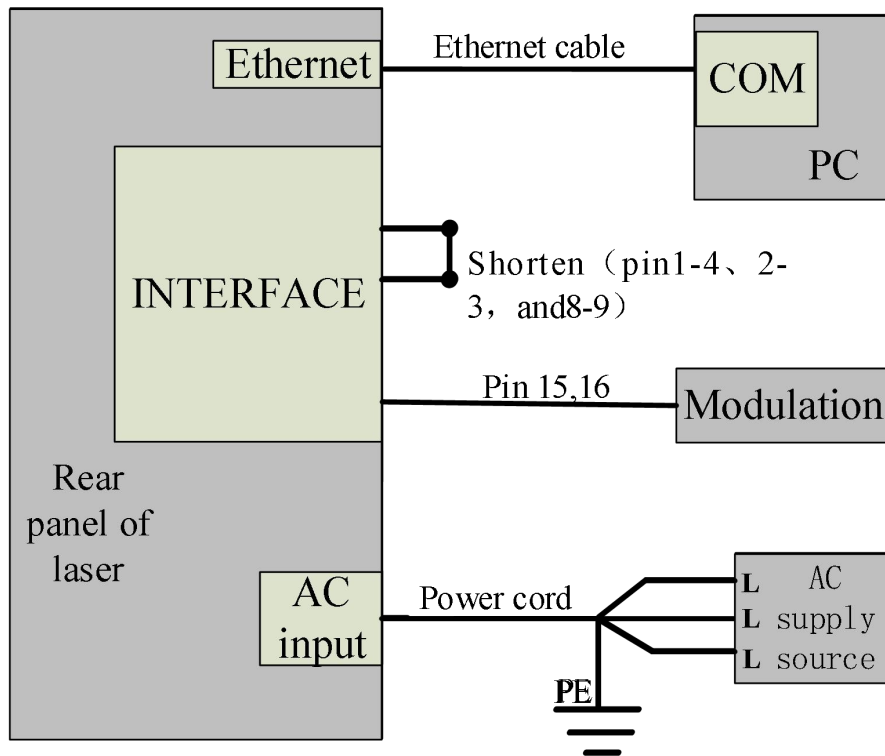 Ethernet
Ethernet cable
COM
PC
INTERFACE
Shorten（pin1-4、2-
3，and8-9）
Pin 15,16
Modulation
Rear
panel of
laser
AC
input
Power cord
L AC
L supply
L source
PE